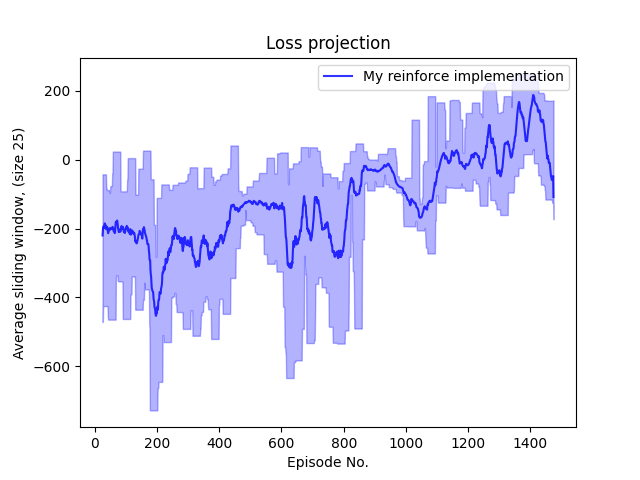 Loss projection
My reinforce implementation
Average sliding window, (size 25)
200
0
−200
−400
−600
0 200 400 600 800 1000 1200 1400
Episode No.